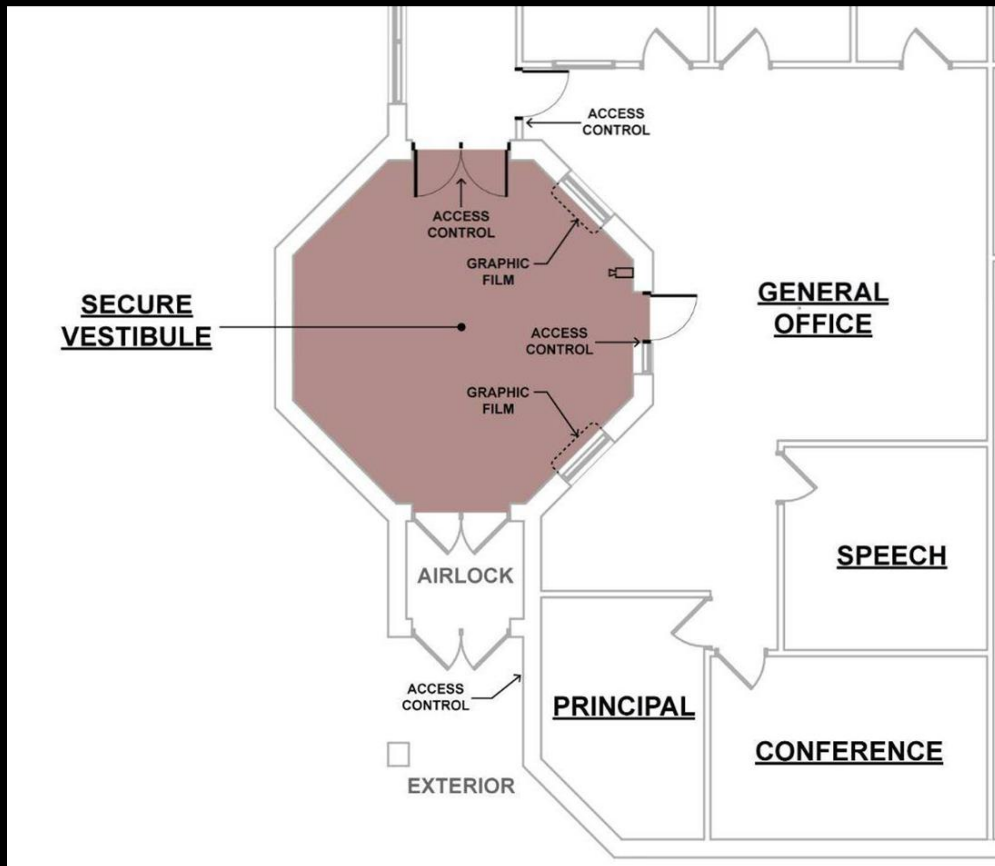 ACCESS
CONTROL
ACCESS
CONTROL
GRAPHIC
FILM
SECURE
VESTIBULE
GENERAL
OFFICE
ACCESS
CONTROL
GRAPHIC
FILM
SPEECH
AIRLOCK
ACCESS
CONTROL
PRINCIPAL
CONFERENCE
EXTERIOR